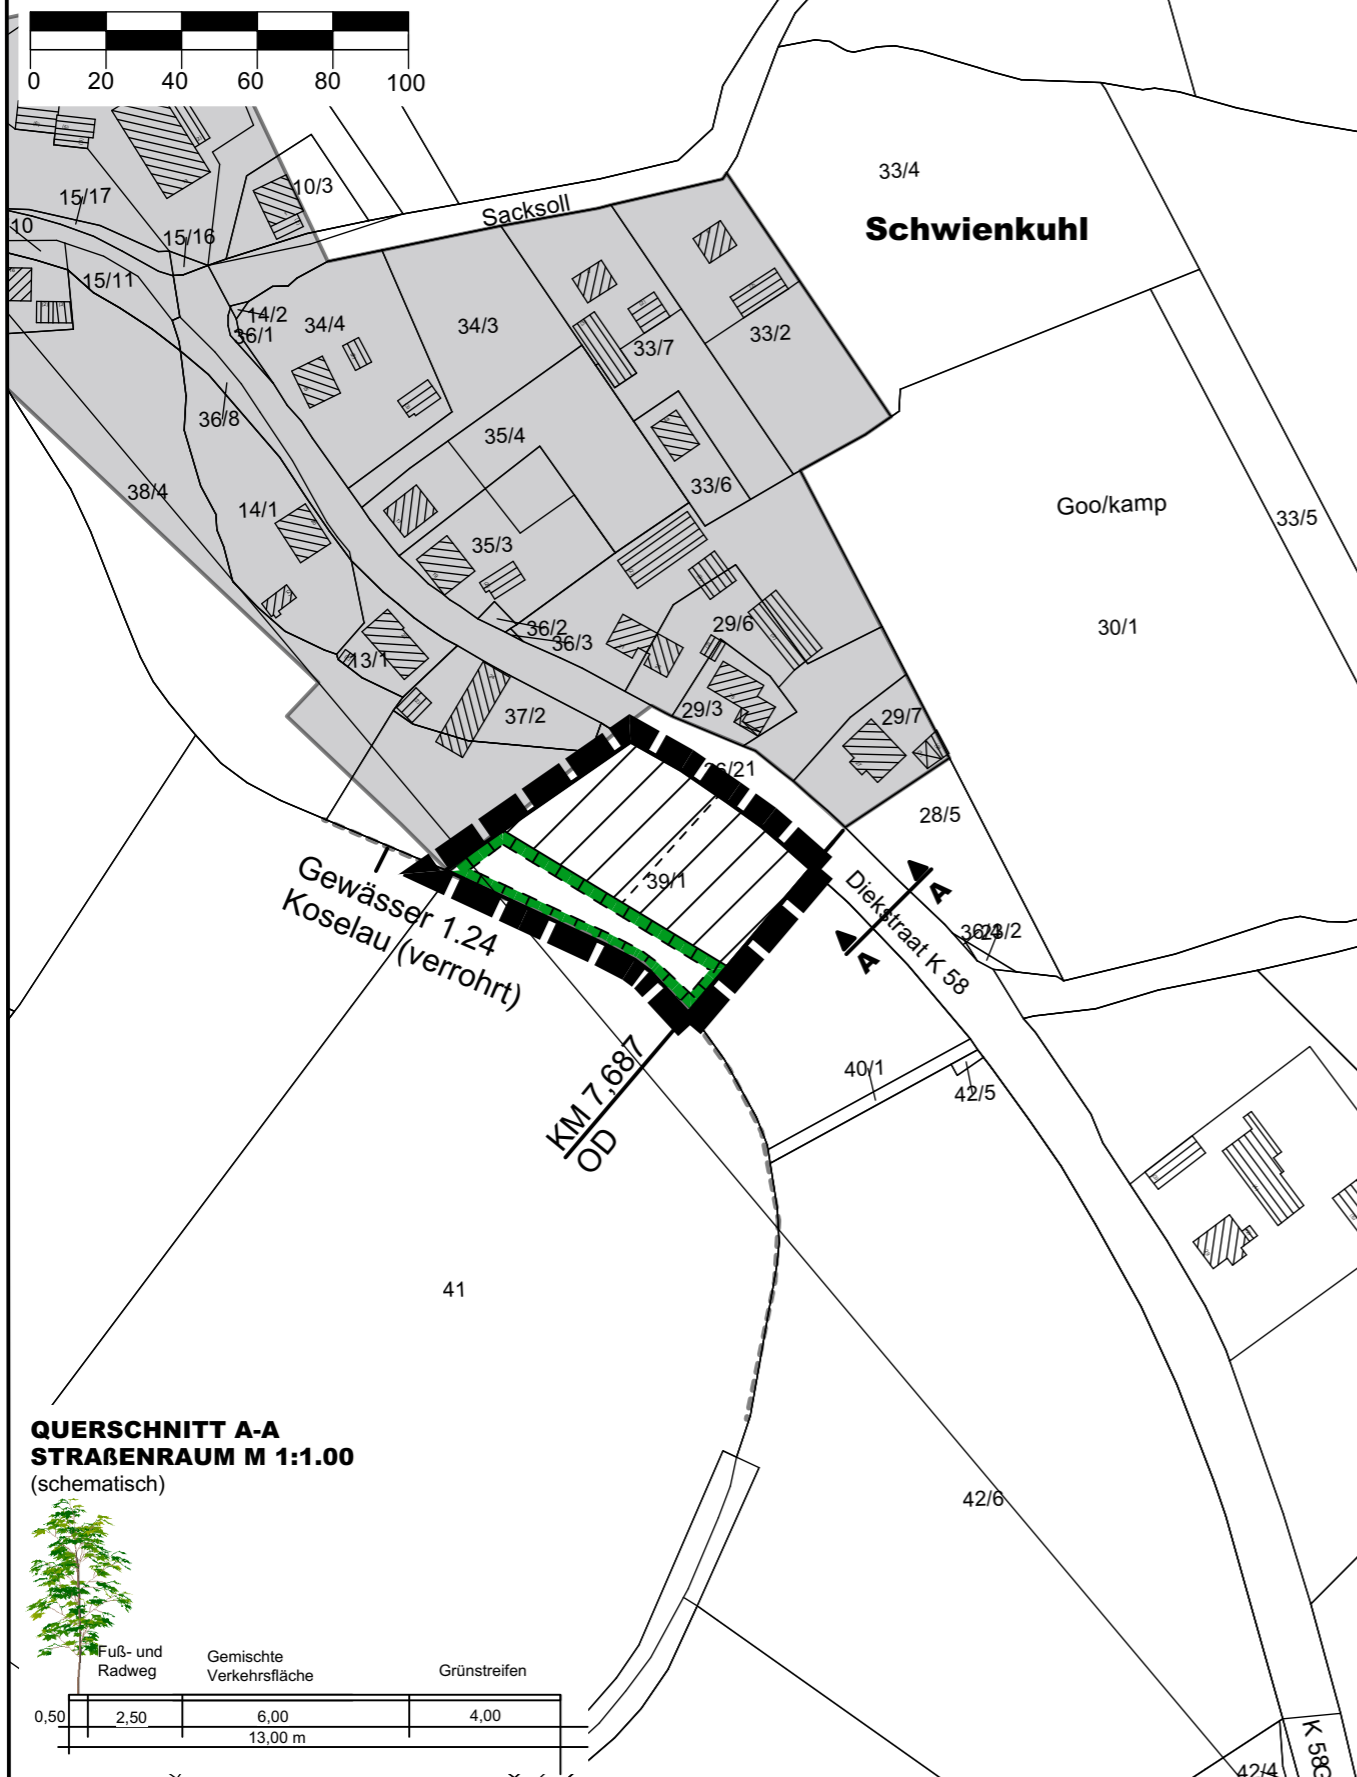 0 20 40 60 80 100
10/3
15/17
10
15/16
15/11
Sacksoll
33/4
Schwienkuhl
14/2
36/1
34/4
34/3
33/7
33/2
36/8
35/4
38/4
14/1
33/6
Goo/kamp
33/5
35/3
36/2
36/3
29/6
30/1
13/1
37/2
29/3
29/7
28/5
39/1
Gewässer 1.24
Koselau (verrohrt)
Diekstraat K 58
A
A
KM 7,687
OD
40/1
42/5
41
42/6
QUERSCHNITT A-A
STRAßENRAUM M 1:1.00
(schematisch)
Fuß- und
Radweg
Gemischte
Verkehrsfläche
Grünstreifen
0,50 2,50 6,00 4,00
13,00 m
K 58
42/4